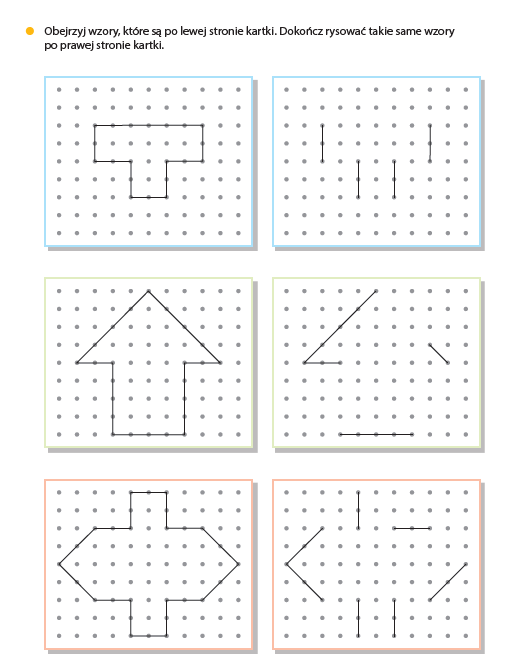 Obejrzyj wzory, które są po lewej stronie kartki. Dokończ rysować takie same wzory
po prawej stronie kartki.